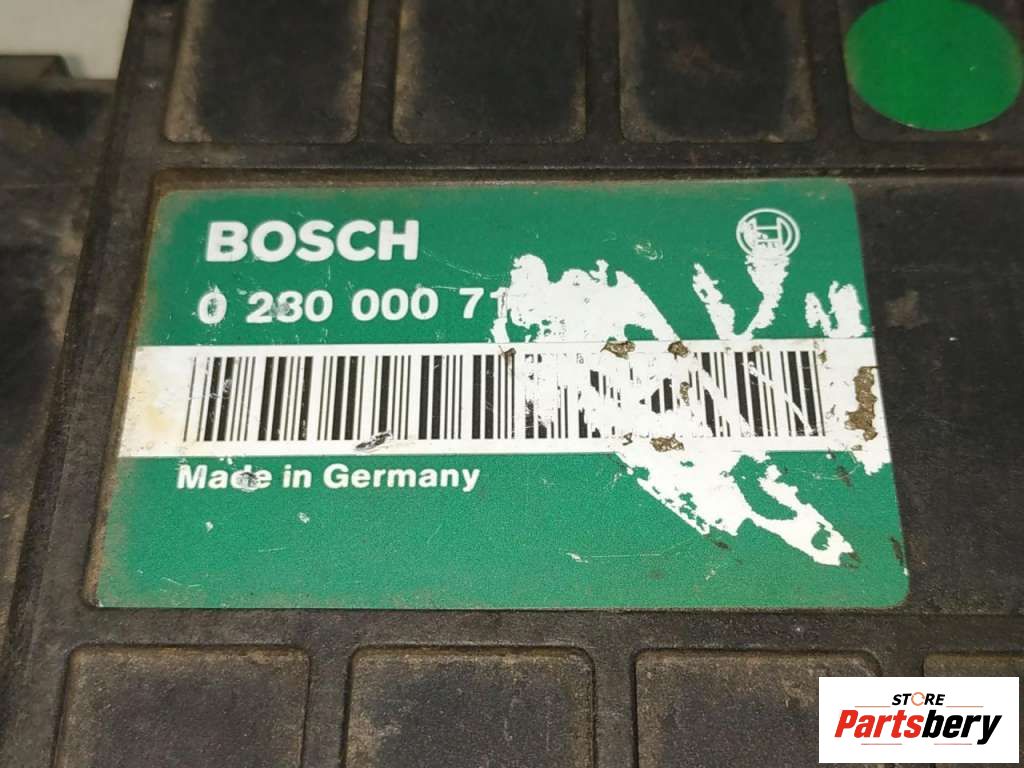 BOSCH
0 280 000 71
Made in Germany
STORE
Partsbery